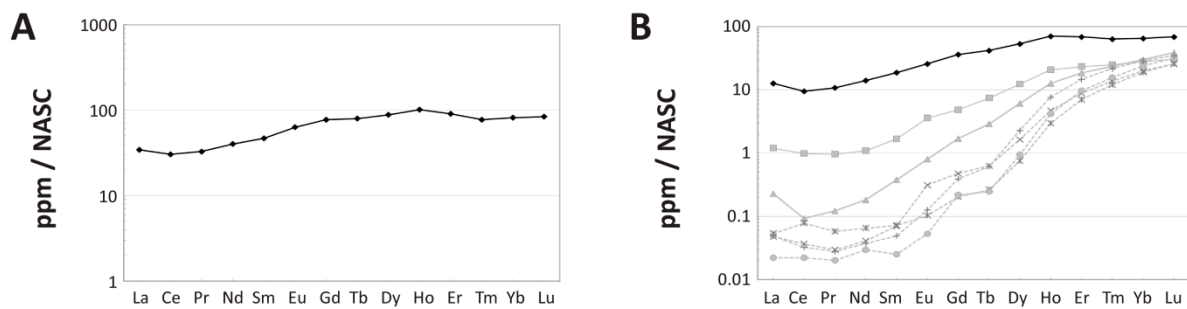 A
ppm / NASC
1000
100
10
1
La Ce Pr Nd Sm Eu Gd Tb Dy Ho Er Tm Yb Lu
B
ppm / NASC
100
10
1
0.1
0.01
La Ce Pr Nd Sm Eu Gd Tb Dy Ho Er Tm Yb Lu